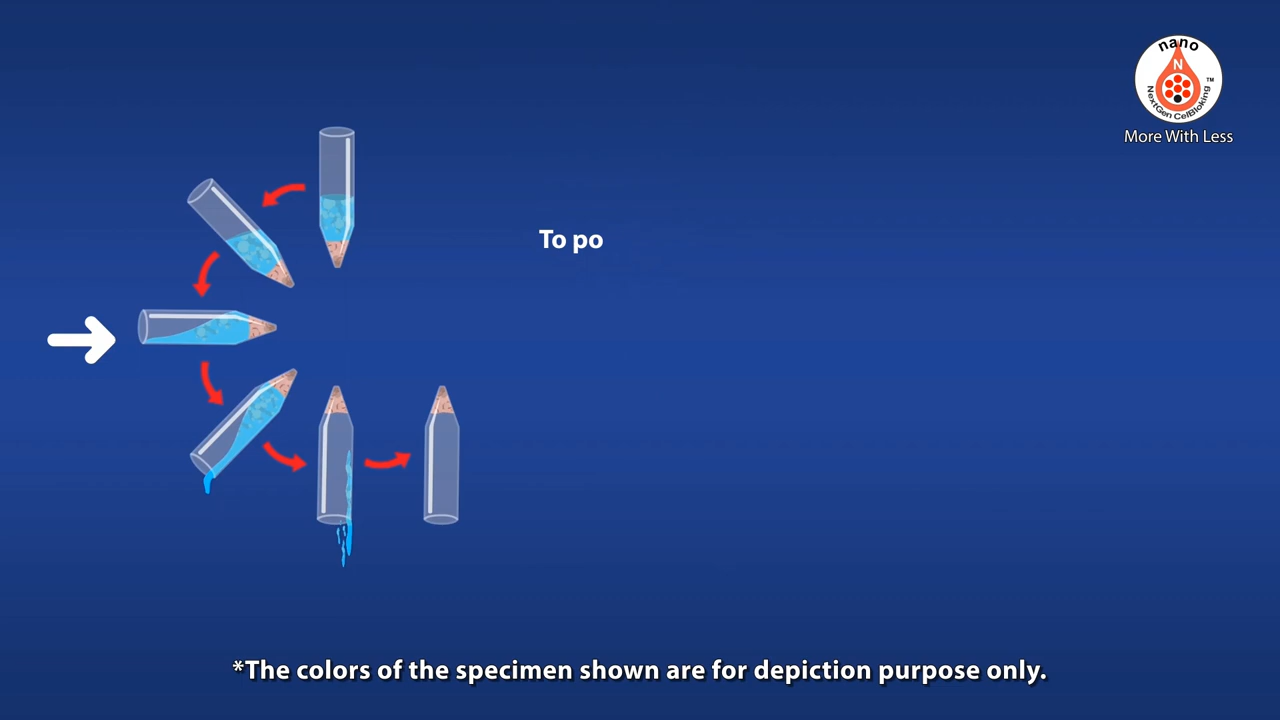 nano
N
NextGen CelBloking
TM
More With Less
To po
*The colors of the specimen shown are for depiction purpose only.